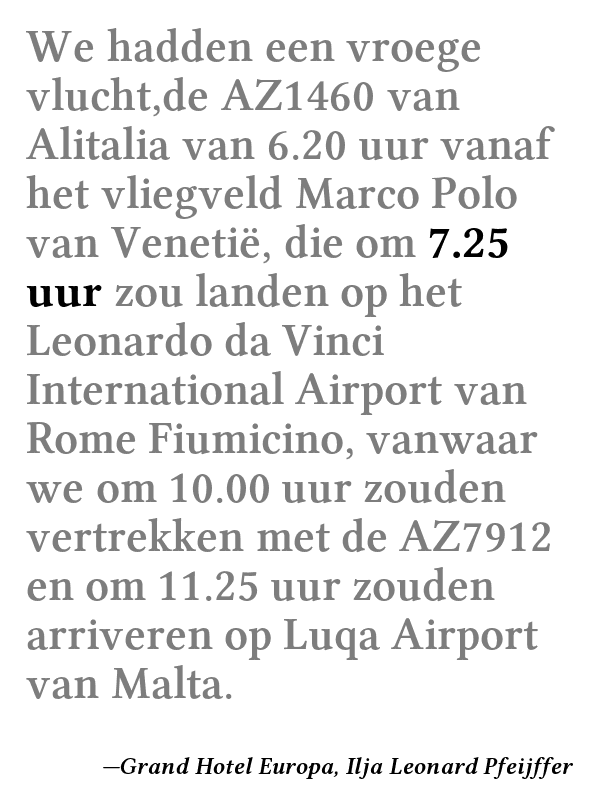 We hadden een vroege
vlucht,de AZ1460 van
Alitalia van 6.20 uur vanaf
het vliegveld Marco Polo
van Venetië, die om 7.25
uur zou landen op het
Leonardo da Vinci
International Airport van
Rome Fiumicino, vanwaar
we om 10.00 uur zouden
vertrekken met de AZ7912
en om 11.25 uur zouden
arriveren op Luqa Airport
van Malta.
—Grand Hotel Europa, Ilja Leonard Pfeijffer